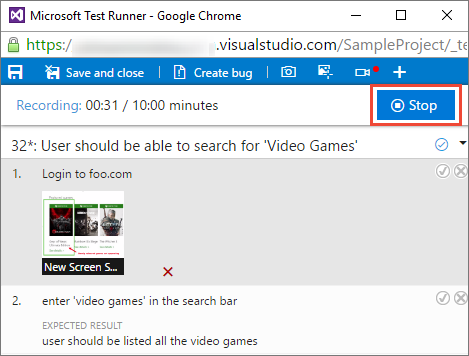 Microsoft Test Runner - Google Chrome
https:/ .visualstudio.com/SampleProject/_te
Save and close Create bug
Recording: 00:31 / 10:00 minutes Stop
32*: User should be able to search for 'Video Games'
1. Login to foo.com
New Screen S...
2. enter 'video games' in the search bar
EXPECTED RESULT
user should be listed all the video games